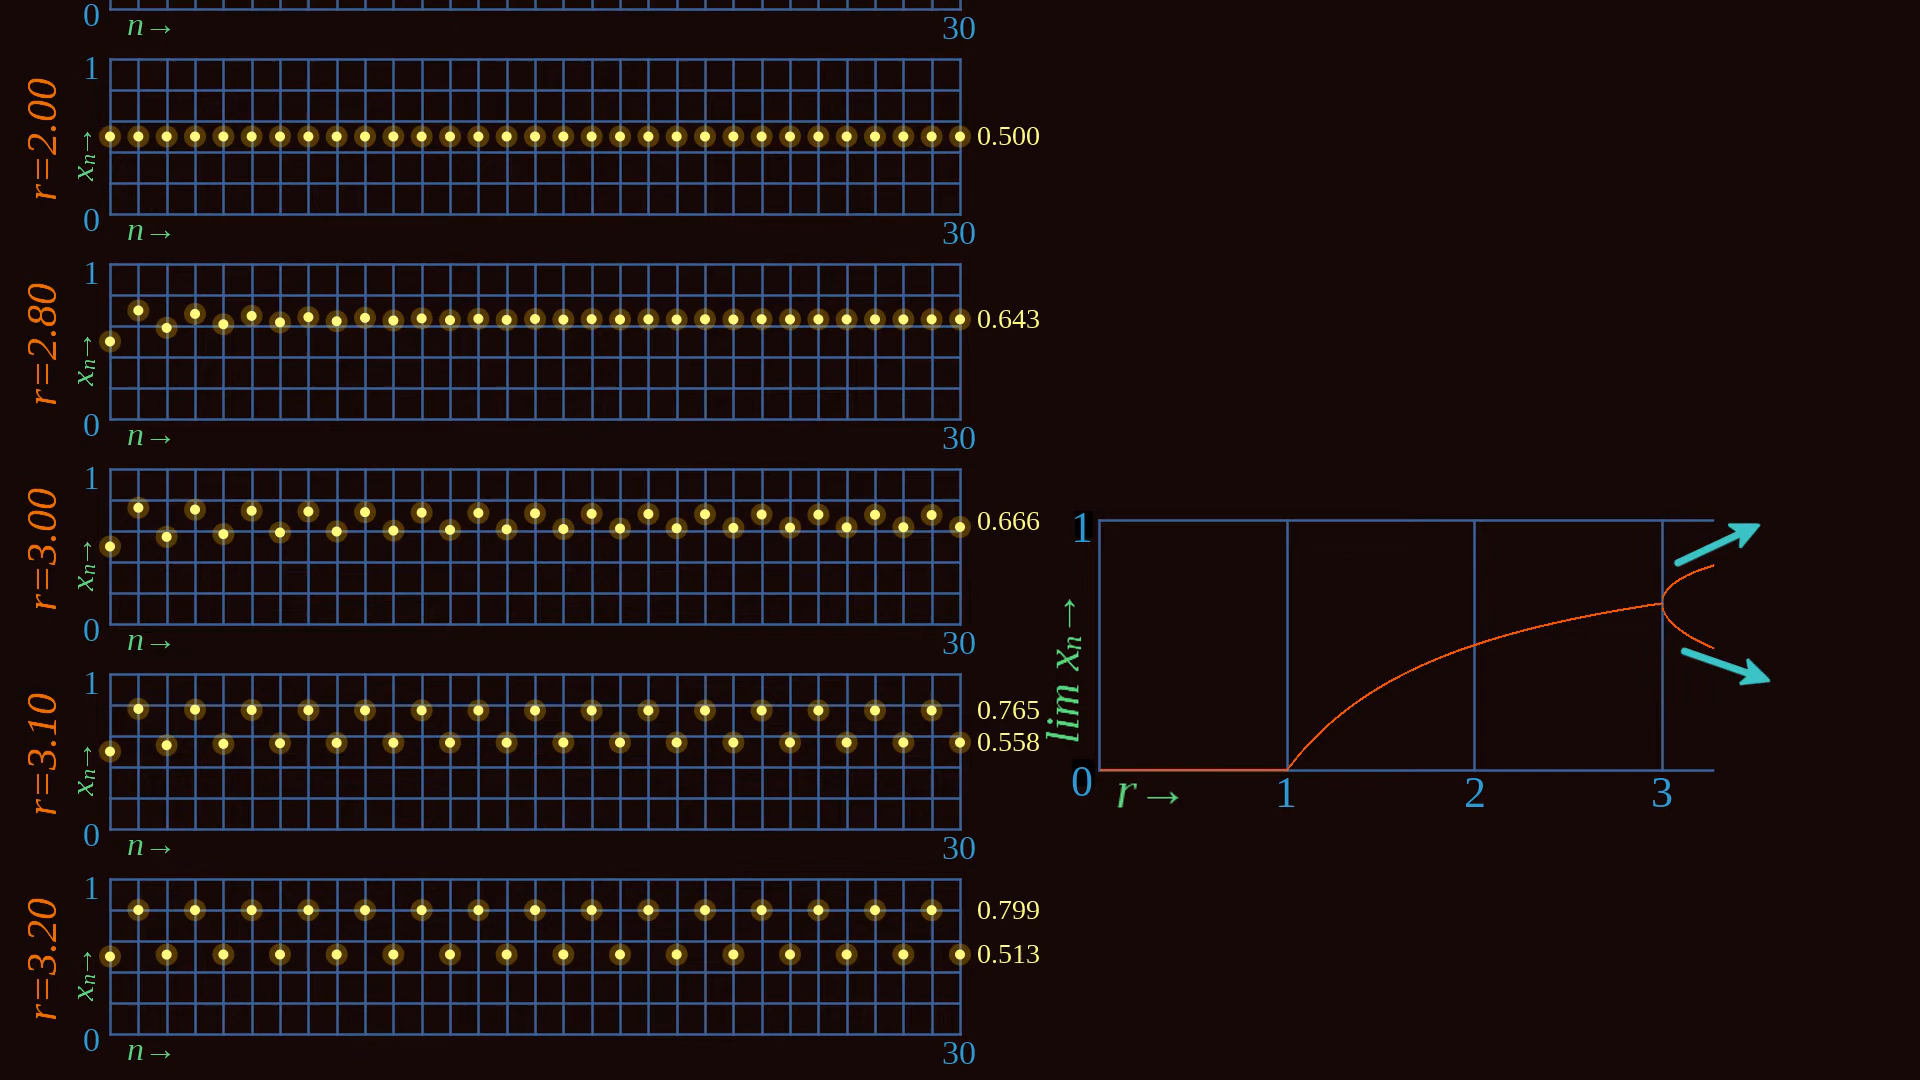 0
n→
30
r=2.00
1
xₙ→
0.500
0
n→
30
r=2.80
1
xₙ→
0.643
0
n→
30
r=3.00
1
xₙ→
0.666
0
n→
30
r=3.10
1
xₙ→
0.765
0.558
0
n→
30
r=3.20
1
xₙ→
0.799
0.513
0
n→
30
1
lim xₙ→
0
r→
1
2
3